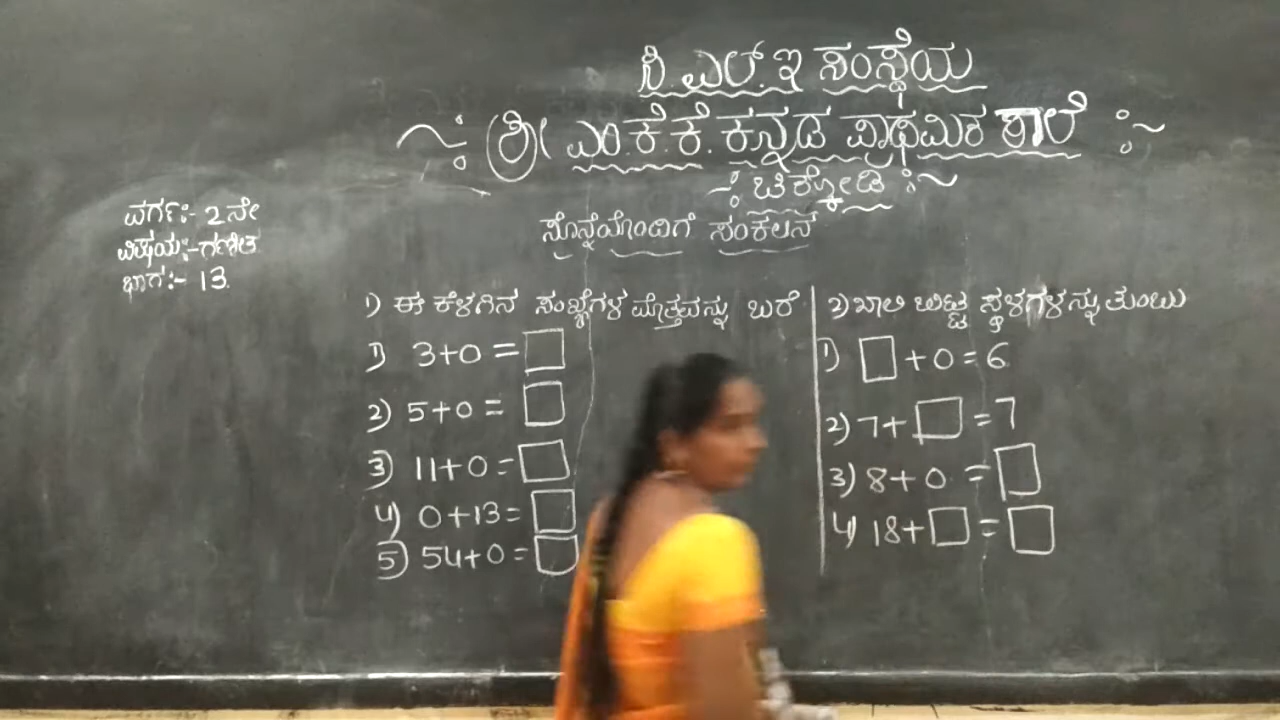 ಸಿ.ಎಲ್.ಇ ಸಂಸ್ಥೆಯ
ಶ್ರೀ ಎಂ.ಕೆ.ಕೆ. ಕನ್ನಡ ಪ್ರಾಥಮಿಕ ಶಾಲೆ
ಚಿಕ್ಕೋಡಿ
ವರ್ಗ:- 2ನೇ
ವಿಷಯ:-ಗಣಿತ
ಭಾಗ:- 13.
ಸೊನ್ನೆಯೊಂದಿಗೆ ಸಂಕಲನ
1) ಈ ಕೆಳಗಿನ ಸಂಖ್ಯೆಗಳ ಮೊತ್ತವನ್ನು ಬರೆ
1) 3+0 = □
2) 5+0 = □
3) 11+0 = □
4) 0+13 = □
5) 54+0 = □
2) ಖಾಲಿ ಬಿಟ್ಟ ಸ್ಥಳಗಳನ್ನು ತುಂಬು
1) □ +0 = 6
2) 7+ □ = 7
3) 8+0 = □
4) 18+ □ = □